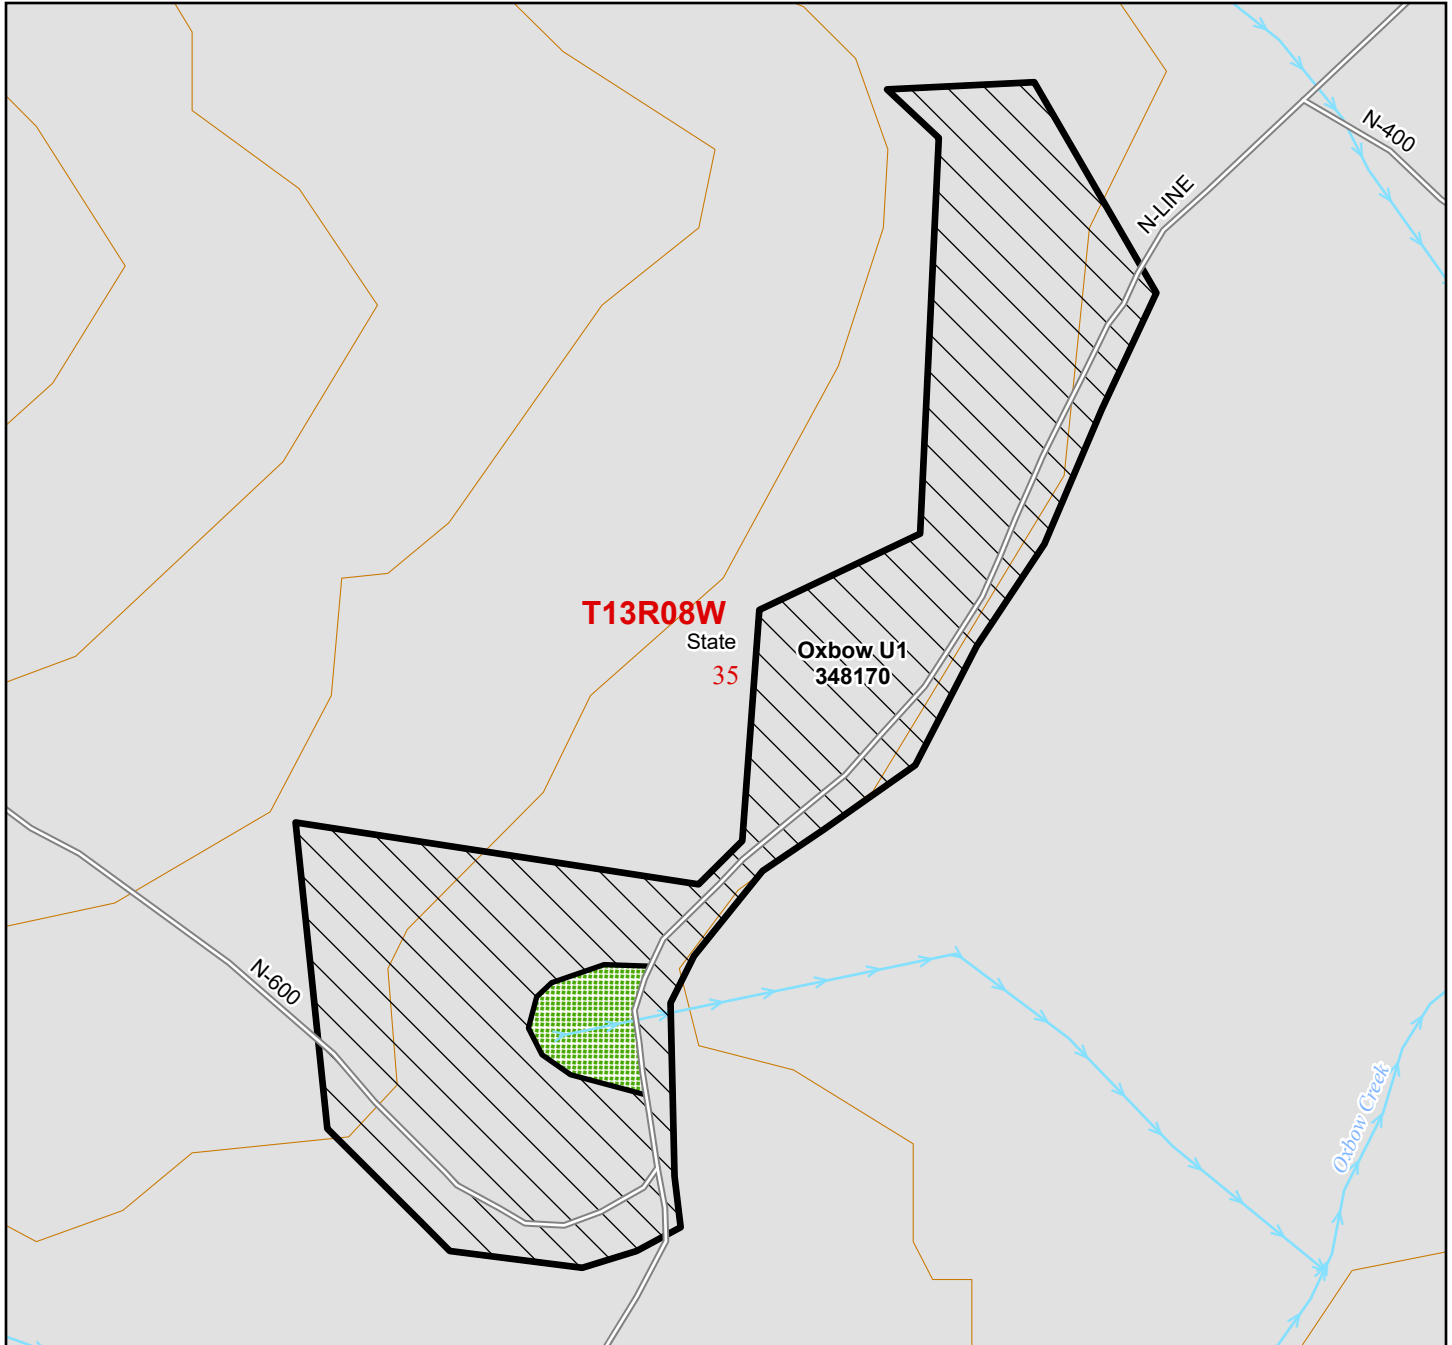 N-400
N-LINE
T13R08W
State
35
Oxbow U1
348170
N-600
Oxbow Creek